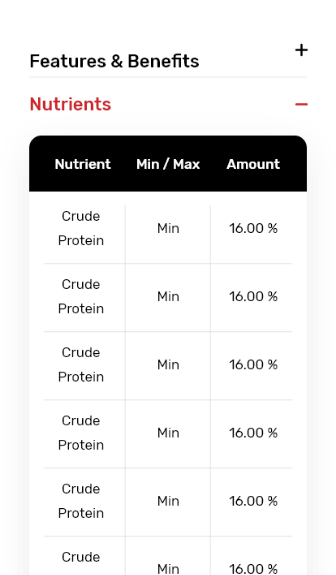 Features & Benefits
Nutrients
Nutrient Min / Max Amount
Crude
Protein Min 16.00 %
Crude
Protein Min 16.00 %
Crude
Protein Min 16.00 %
Crude
Protein Min 16.00 %
Crude
Protein Min 16.00 %
Crude
Min 16.00 %